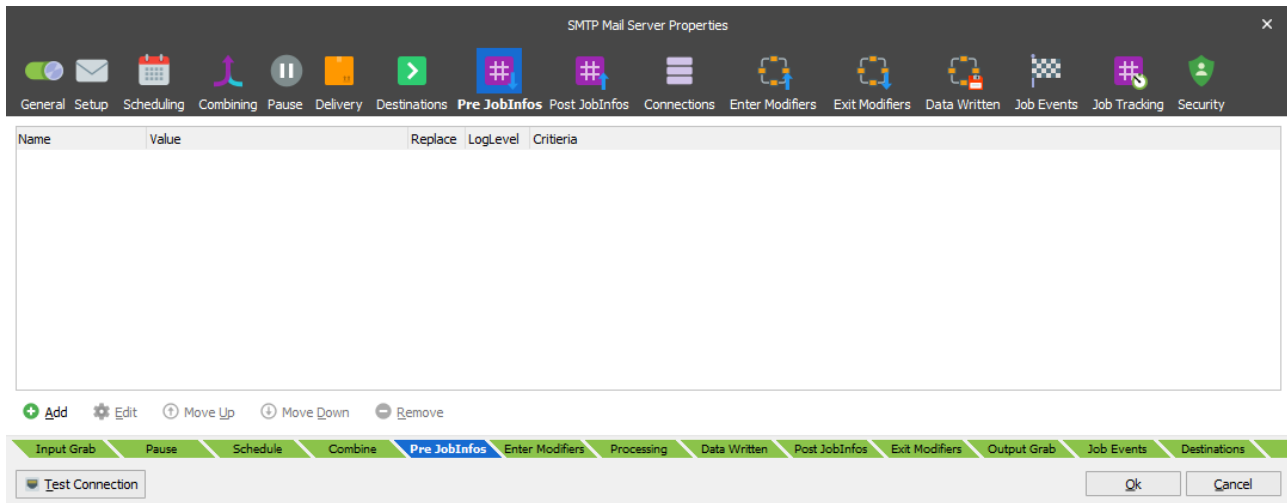 SMTP Mail Server Properties
General Setup Scheduling Combining Pause Delivery Destinations Pre JobInfos Post JobInfos Connections Enter Modifiers Exit Modifiers Data Written Job Events Job Tracking Security
Name Value Replace LogLevel Critieria
Add Edit Move Up Move Down Remove
Input Grab Pause Schedule Combine Pre JobInfos Enter Modifiers Processing Data Written Post JobInfos Exit Modifiers Output Grab Job Events Destinations
Test Connection Ok Cancel